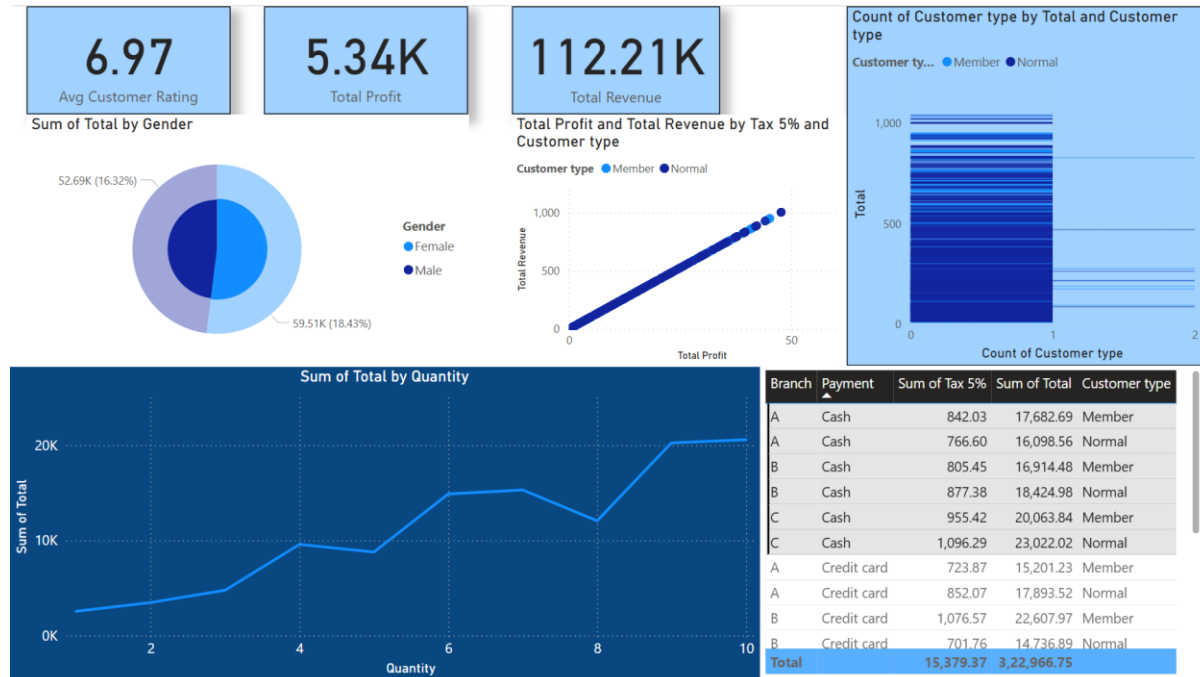 6.97
Avg Customer Rating
5.34K
Total Profit
112.21K
Total Revenue
Count of Customer type by Total and Customer
type
Customer ty... Member Normal
1,000
500
0
Total
0 1 2
Count of Customer type
Sum of Total by Gender
52.69K (16.32%)
59.51K (18.43%)
Gender
Female
Male
Total Profit and Total Revenue by Tax 5% and
Customer type
Customer type Member Normal
1,000
500
0
Total Revenue
0 50
Total Profit
Sum of Total by Quantity
20K
10K
0K
Sum of Total
2 4 6 8 10
Quantity
Branch Payment Sum of Tax 5% Sum of Total Customer type
A Cash 842.03 17,682.69 Member
A Cash 766.60 16,098.56 Normal
B Cash 805.45 16,914.48 Member
B Cash 877.38 18,424.98 Normal
C Cash 955.42 20,063.84 Member
C Cash 1,096.29 23,022.02 Normal
A Credit card 723.87 15,201.23 Member
A Credit card 852.07 17,893.52 Normal
B Credit card 1,076.57 22,607.97 Member
B Credit card 701.76 14,736.89 Normal
Total 15,379.37 3,22,966.75